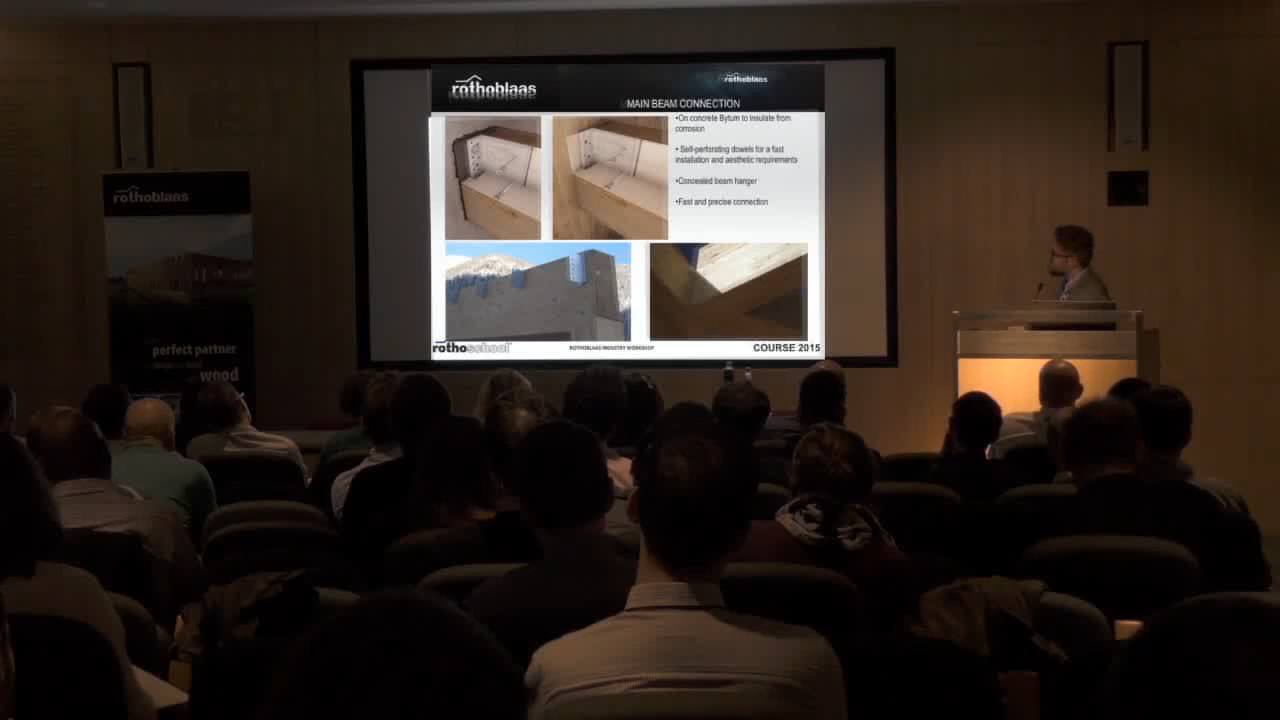 rothoblaas
rothoblaas
MAIN BEAM CONNECTION
•On concrete Bytum to insulate from
corrosion
• Self-perforating dowels for a fast
installation and aesthetic requirements
•Concealed beam hanger
•Fast and precise connection
rothoschool
ROTHOBLAAS INDUSTRY WORKSHOP
COURSE 2015
rothoblaas
perfect partner
wood